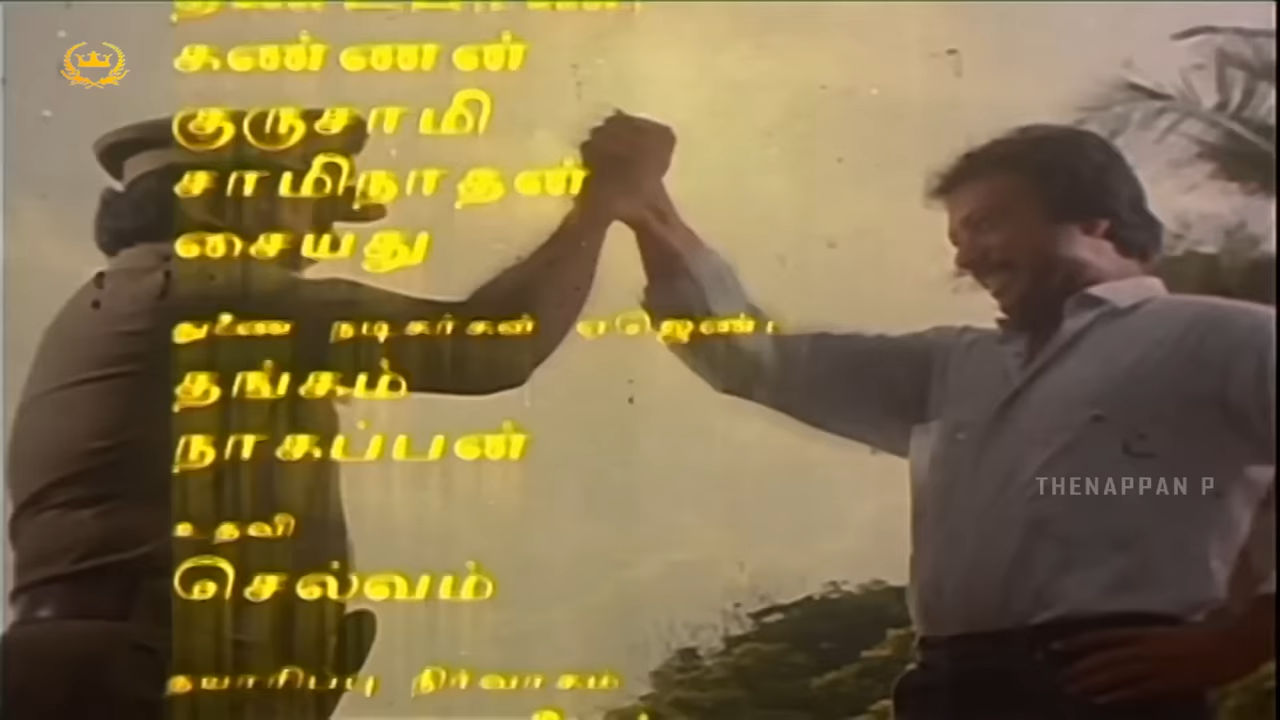 கண்ணன்
குருசாமி
சாமிநாதன்
சையது
துணை நடிகர்கள் ஏஜெண்ட்
தங்கம்
நாகப்பன்
THENAPPAN P
உதவி
செல்வம்
தயாரிப்பு நிர்வாகம்